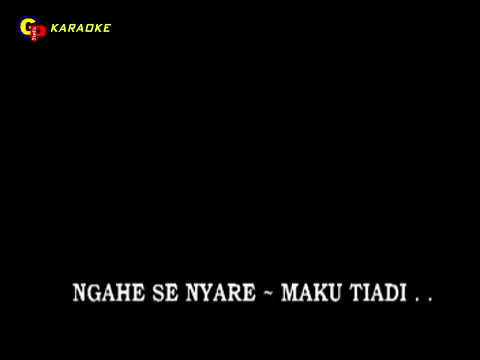 KARAOKE
NGAHE SE NYARE ~ MAKU TIADI . .